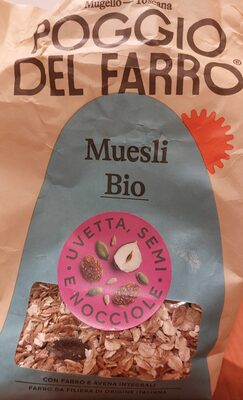 Mugello — Toscana
POGGIO
DEL FARRO®
Muesli
Bio
UVETTA, SEMI
E NOCCIOLE
CON FARRO E AVENA INTEGRALI
FARRO DA FILIERA DI ORIGINE ITALIANA